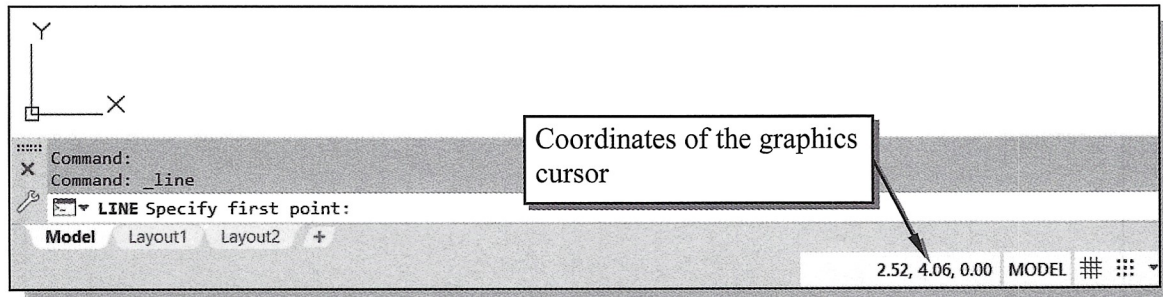 Y
X
Coordinates of the graphics
cursor
Command:
Command: _line
LINE Specify first point:
Model Layout1 Layout2 +
2.52, 4.06, 0.00 MODEL